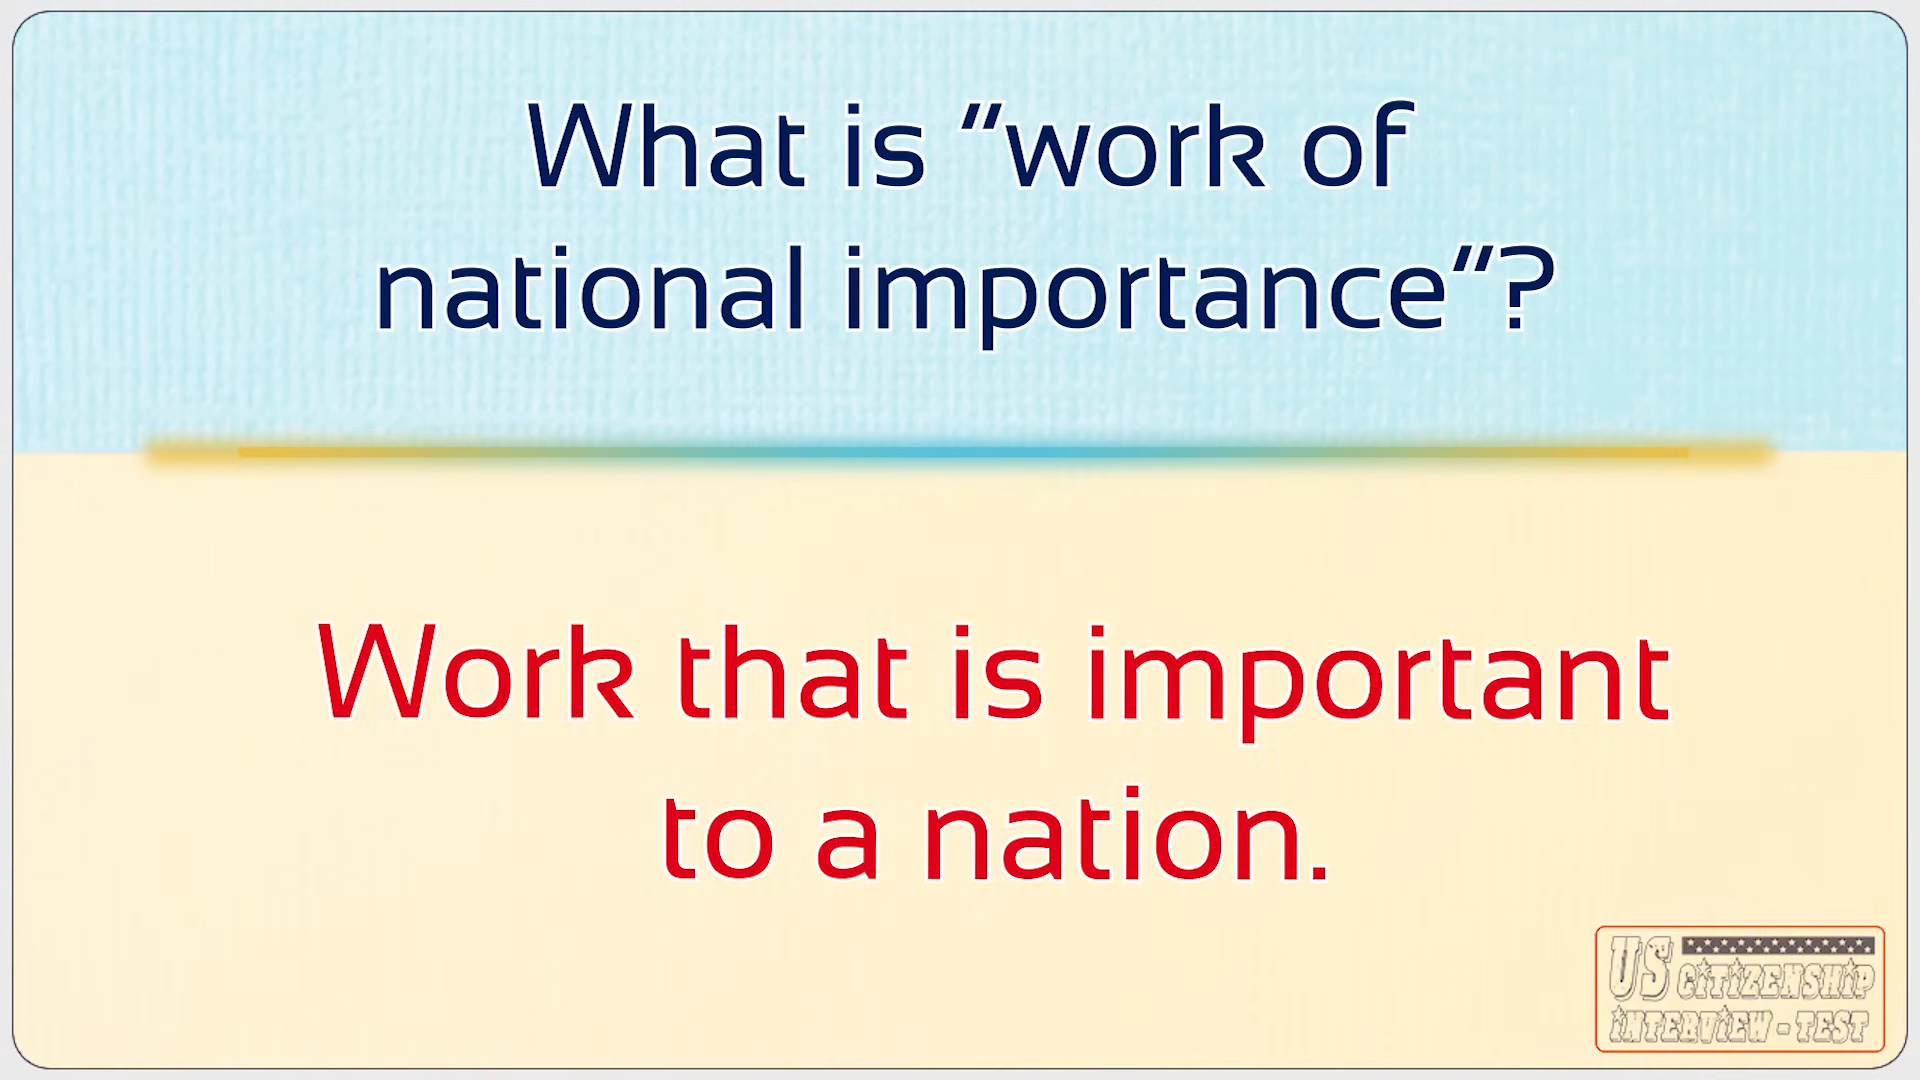 What is “work of
national importance”?
Work that is important
to a nation.
US CITIZENSHIP
INTERVIEW - TEST